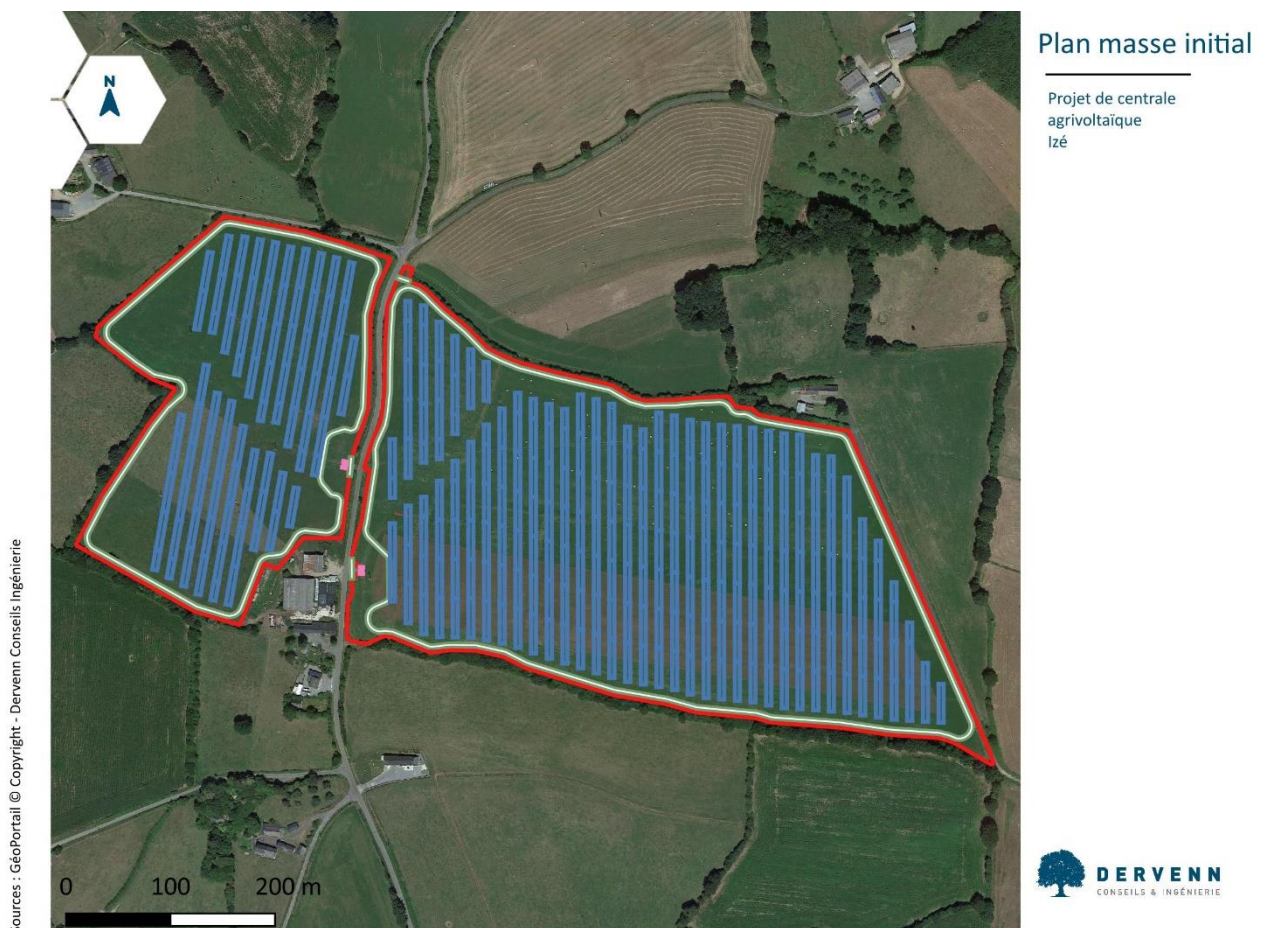 Plan masse initial
Projet de centrale
agrivoltaïque
Izé
N
Sources : GéoPortail © Copyright - Dervenn Conseils Ingénierie
0 100 200 m
DERVENN
CONSEILS & INGÉNIERIE